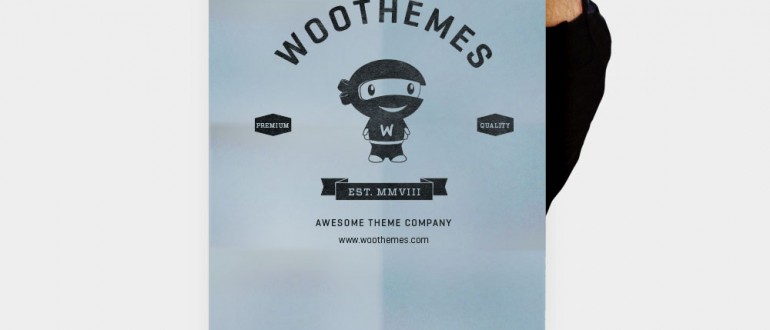 WOOTHEMES
W
PREMIUM
QUALITY
EST. MMVIII
AWESOME THEME COMPANY
www.woothemes.com